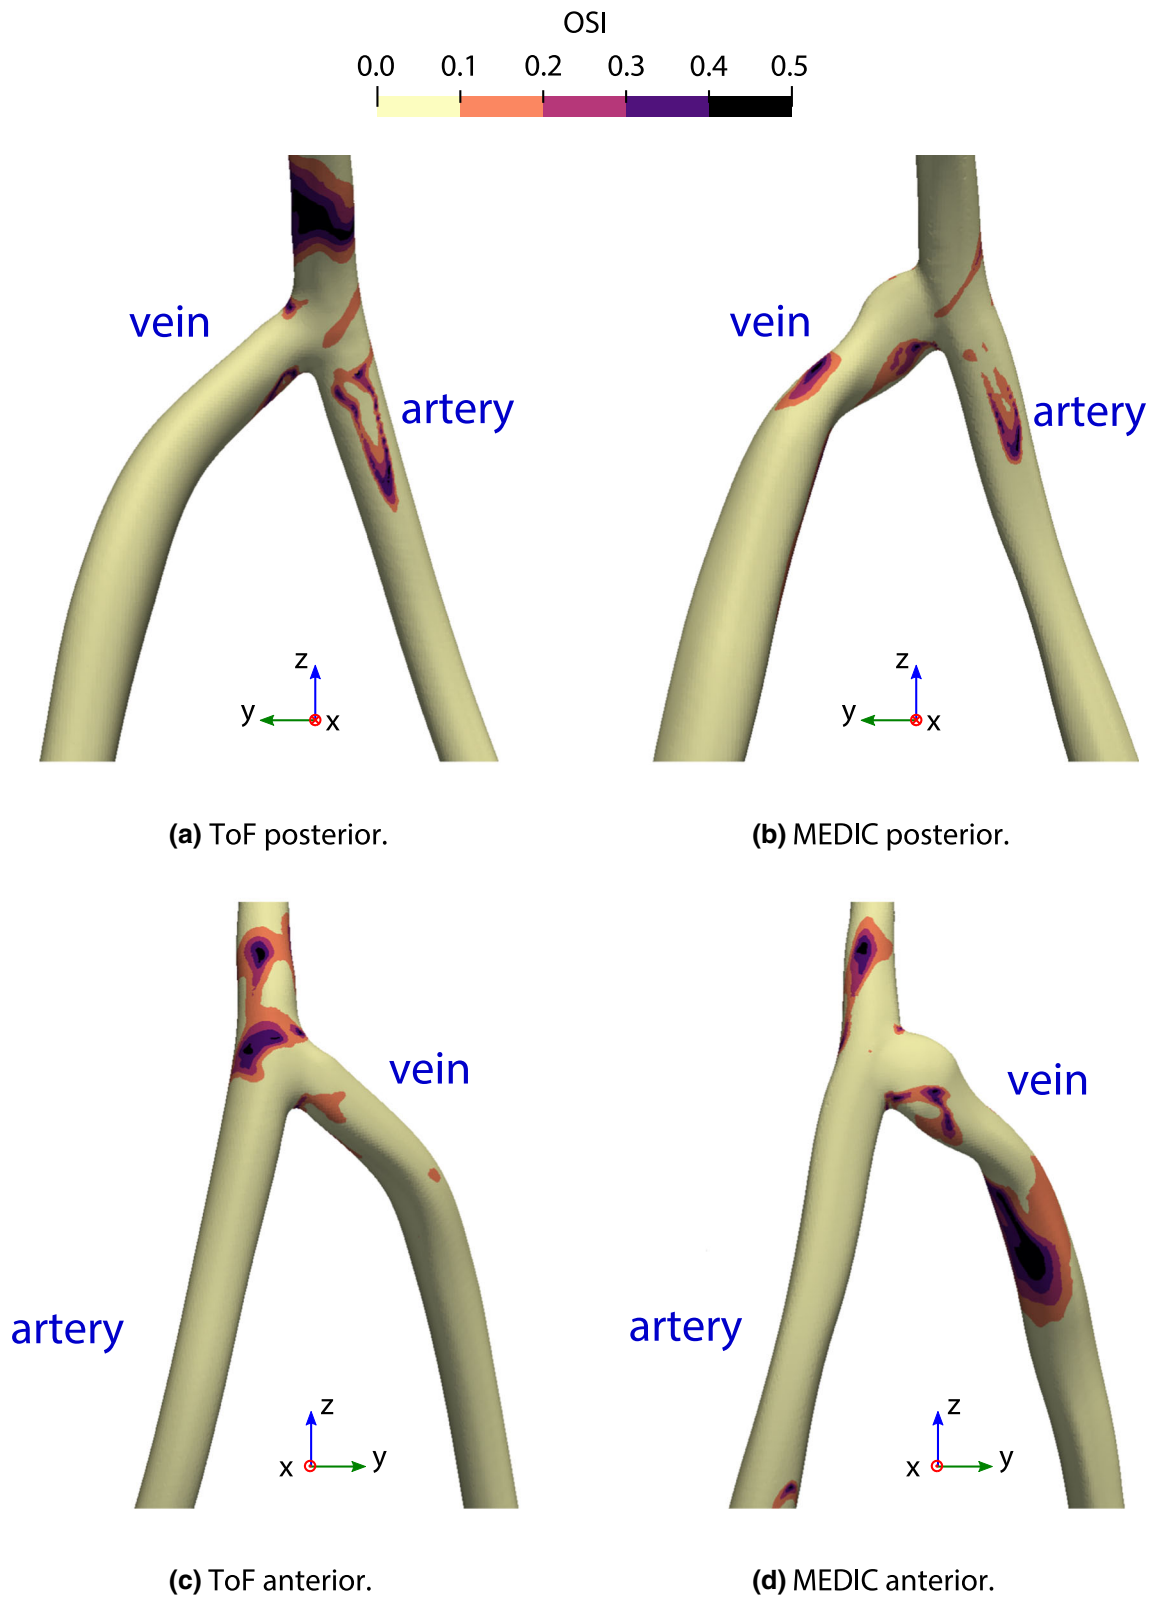 OSI
0.0 0.1 0.2 0.3 0.4 0.5
vein
vein
artery
artery
z
z
y
x
y
x
(a) ToF posterior.
(b) MEDIC posterior.
vein
vein
artery
artery
z
z
x
y
x
y
(c) ToF anterior.
(d) MEDIC anterior.